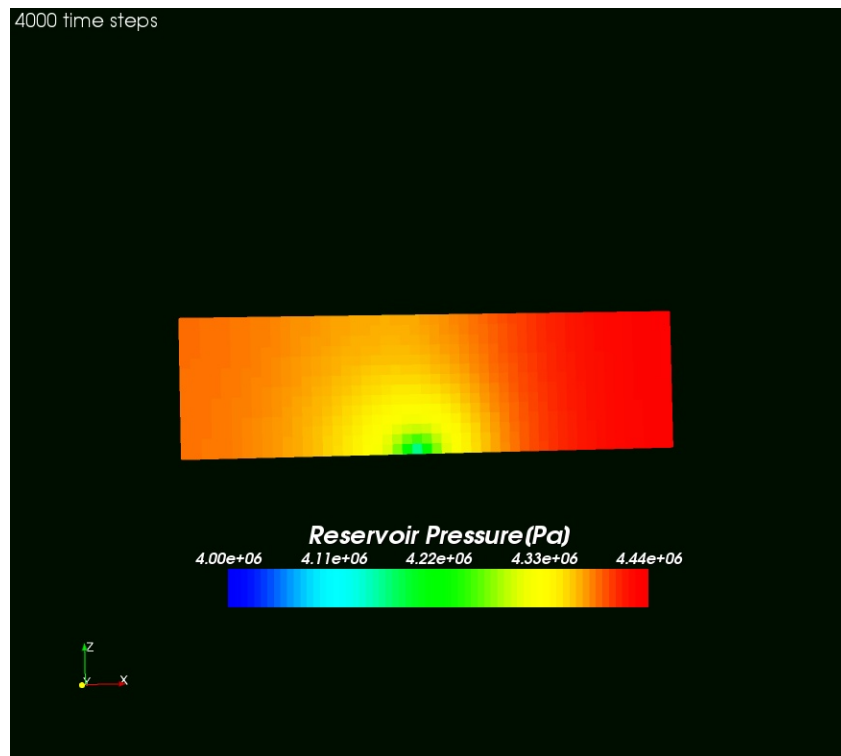 4000 time steps
Reservoir Pressure(Pa)
4.00e+06 4.11e+06 4.22e+06 4.33e+06 4.44e+06
Z
Y X